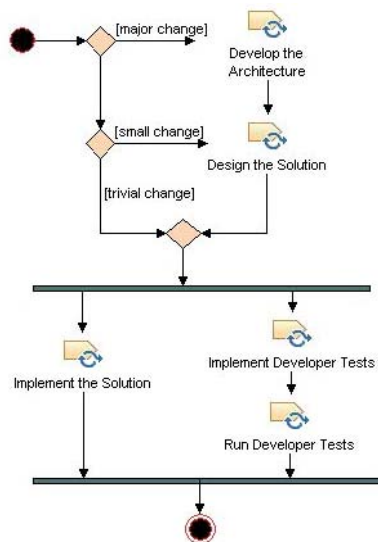 [major change]
Develop the
Architecture
[small change]
Design the Solution
[trivial change]
Implement the Solution
Implement Developer Tests
Run Developer Tests